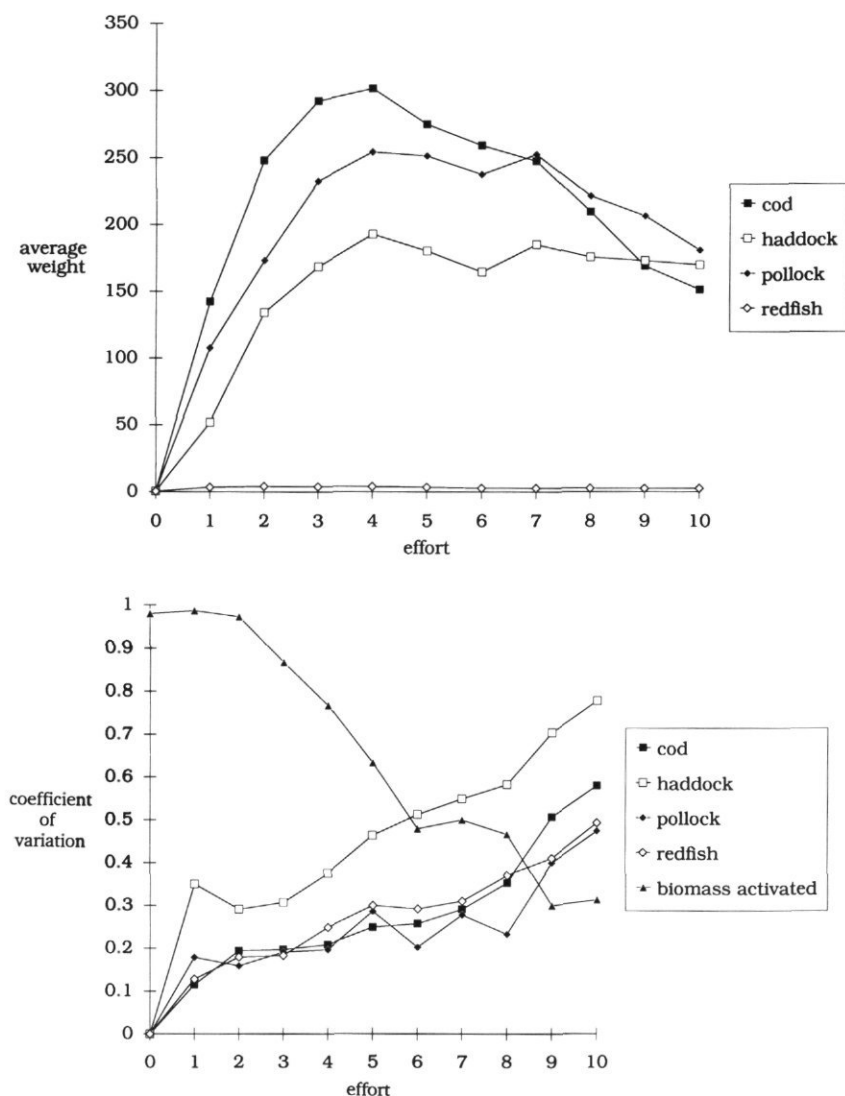 350
300
250
200
150
100
50
0
average
weight
0 1 2 3 4 5 6 7 8 9 10
effort
cod
haddock
pollock
redfish
1
0.9
0.8
0.7
0.6
0.5
0.4
0.3
0.2
0.1
0
coefficient
of
variation
0 1 2 3 4 5 6 7 8 9 10
effort
cod
haddock
pollock
redfish
biomass activated